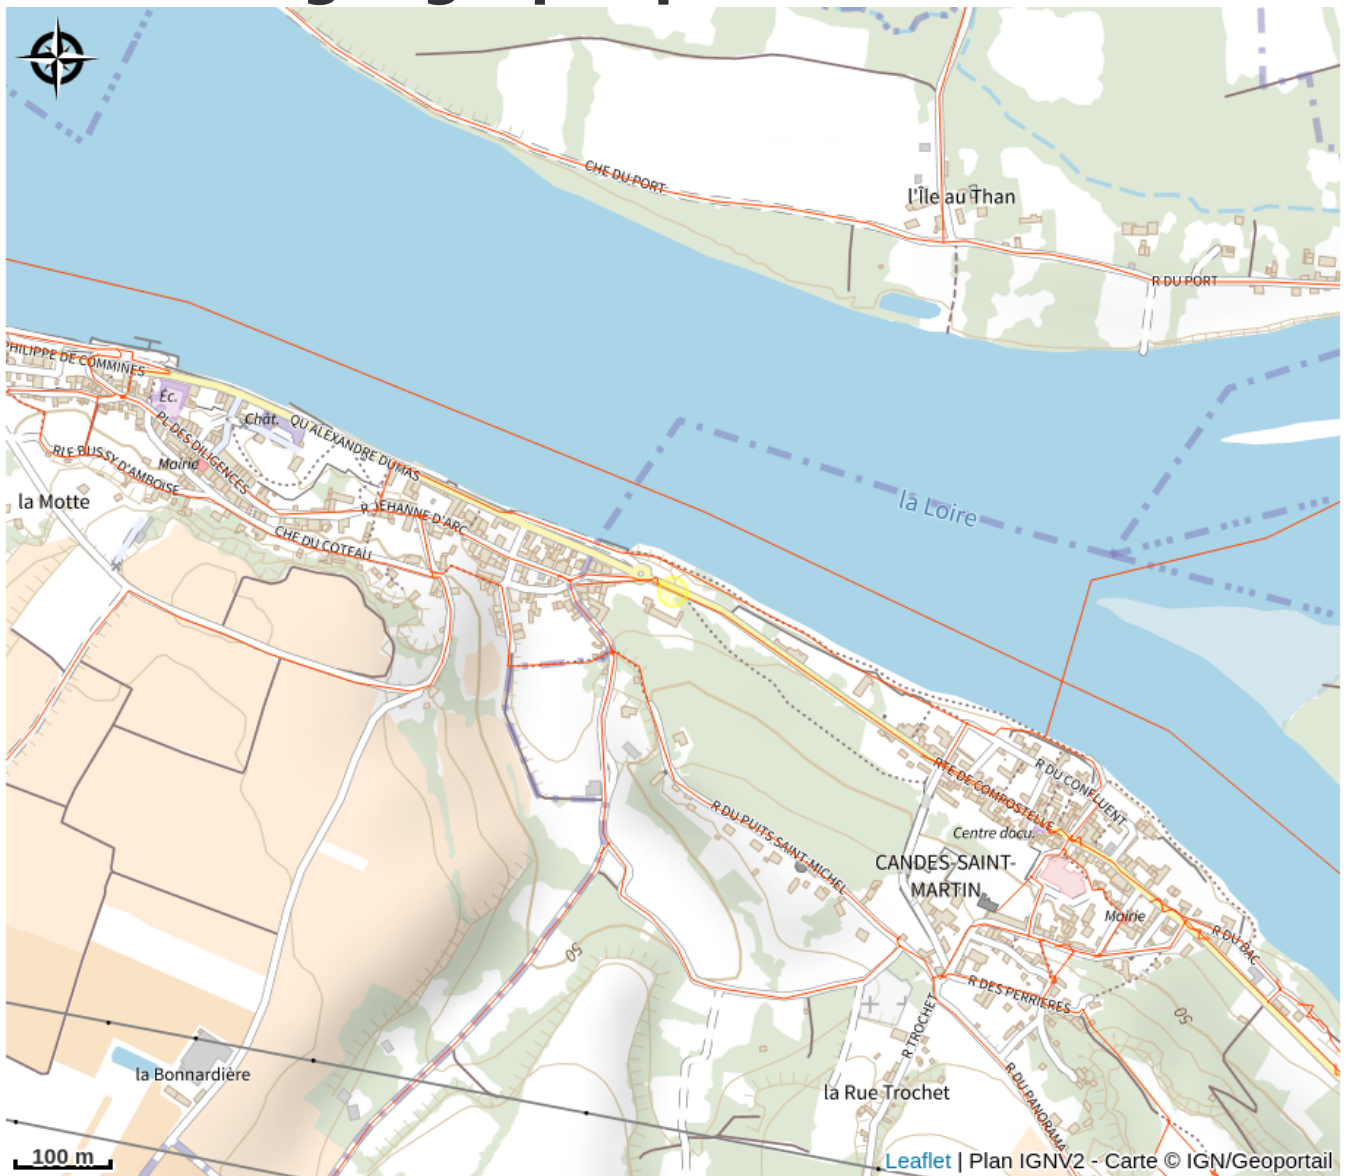 CHE DU PORT
l'Île au Than
R DU PORT
PHILIPPE DE COMMINES
Éc.
Chât.
QU ALEXANDRE DUMAS
PL DES DILIGENCES
Mairie
RLE BUSSY D'AMBOISE
la Motte
R JEHANNE D'ARC
CHE DU COTEAU
la Loire
RTE DE COMPOSTELLE
R DU CONFLUENT
R DU PUITS SAINT-MICHEL
Centre docu.
CANDES-SAINT-
MARTIN
Mairie
R DU BAC
R DES PERRIERES
50
50
R TROCHET
R DU PANORAMA
la Bonnardière
la Rue Trochet
100 m
Leaflet | Plan IGNV2 - Carte © IGN/Geoportail